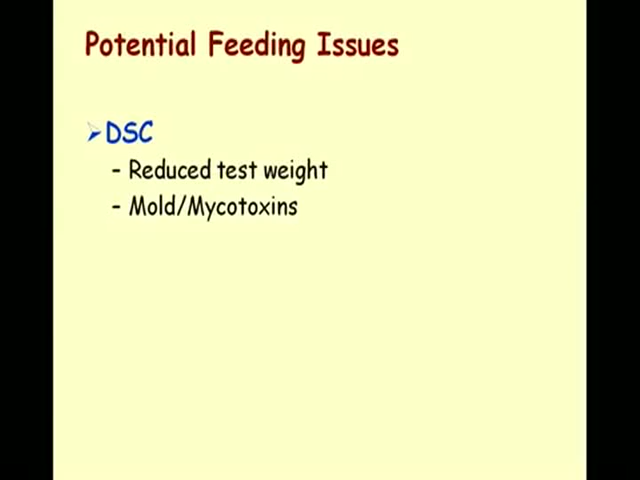 Potential Feeding Issues
➢DSC
– Reduced test weight
– Mold/Mycotoxins